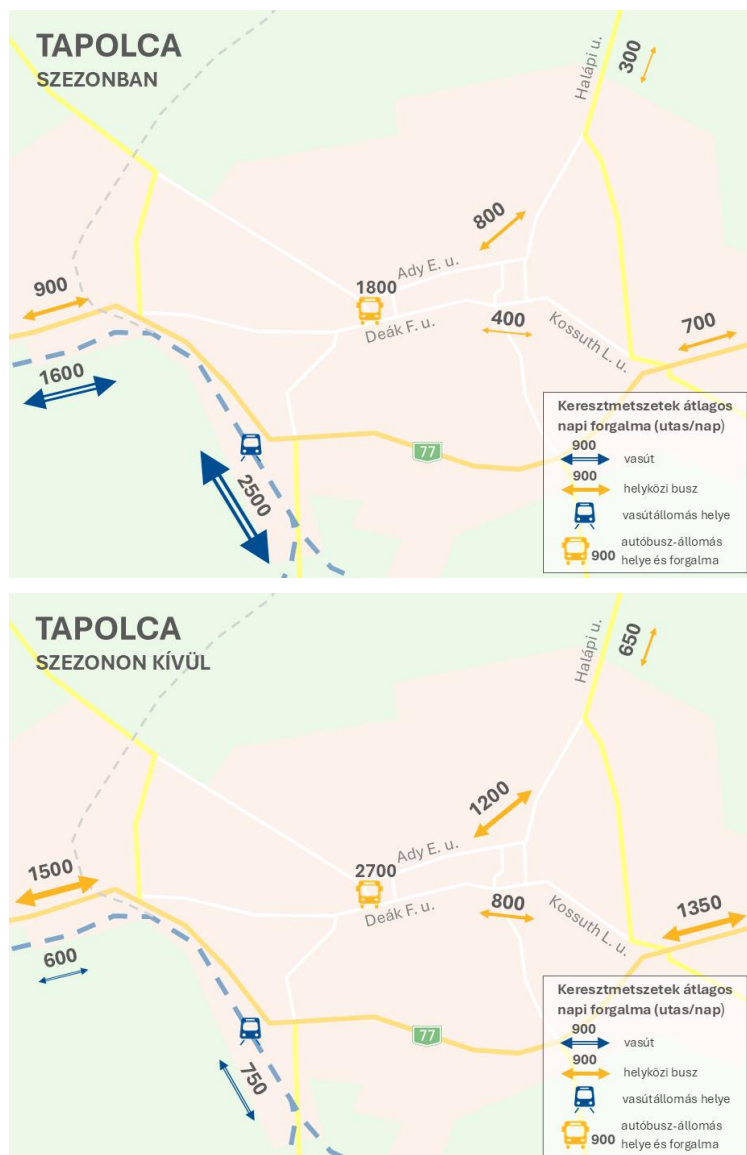 TAPOLCA
SZEZONBAN
Halápi u.
300
800
Ady E. u.
1800
900
Deák F. u.
400
Kossuth L. u.
700
1600
77
2500
Keresztmetszetek átlagos
napi forgalma (utas/nap)
900
vasút
900
helyközi busz
vasútállomás helye
autóbusz-állomás
900 helye és forgalma
TAPOLCA
SZEZONON KÍVÜL
Halápi u.
650
1200
Ady E. u.
2700
1500
Deák F. u.
800
Kossuth L. u.
1350
600
77
750
Keresztmetszetek átlagos
napi forgalma (utas/nap)
900
vasút
900
helyközi busz
vasútállomás helye
autóbusz-állomás
900 helye és forgalma